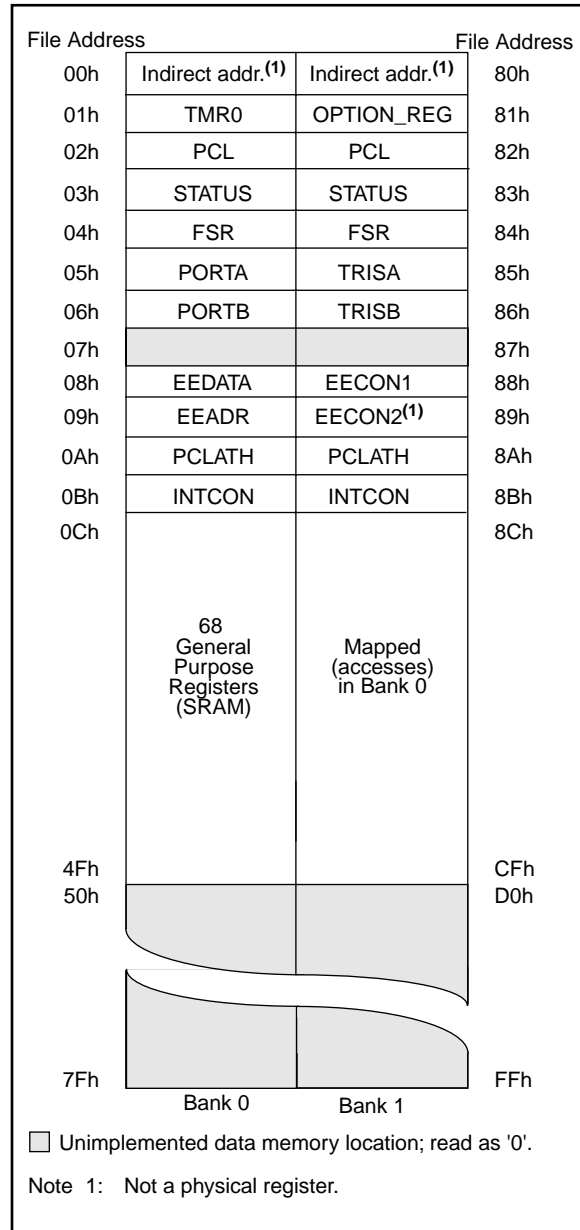 File Address File Address
00h Indirect addr.(1) Indirect addr.(1) 80h
01h TMR0 OPTION_REG 81h
02h PCL PCL 82h
03h STATUS STATUS 83h
04h FSR FSR 84h
05h PORTA TRISA 85h
06h PORTB TRISB 86h
07h 87h
08h EEDATA EECON1 88h
09h EEADR EECON2(1) 89h
0Ah PCLATH PCLATH 8Ah
0Bh INTCON INTCON 8Bh
0Ch 8Ch
68
General
Purpose
Registers
(SRAM)
Mapped
(accesses)
in Bank 0
4Fh CFh
50h D0h
7Fh FFh
Bank 0 Bank 1
Unimplemented data memory location; read as '0'.
Note 1: Not a physical register.